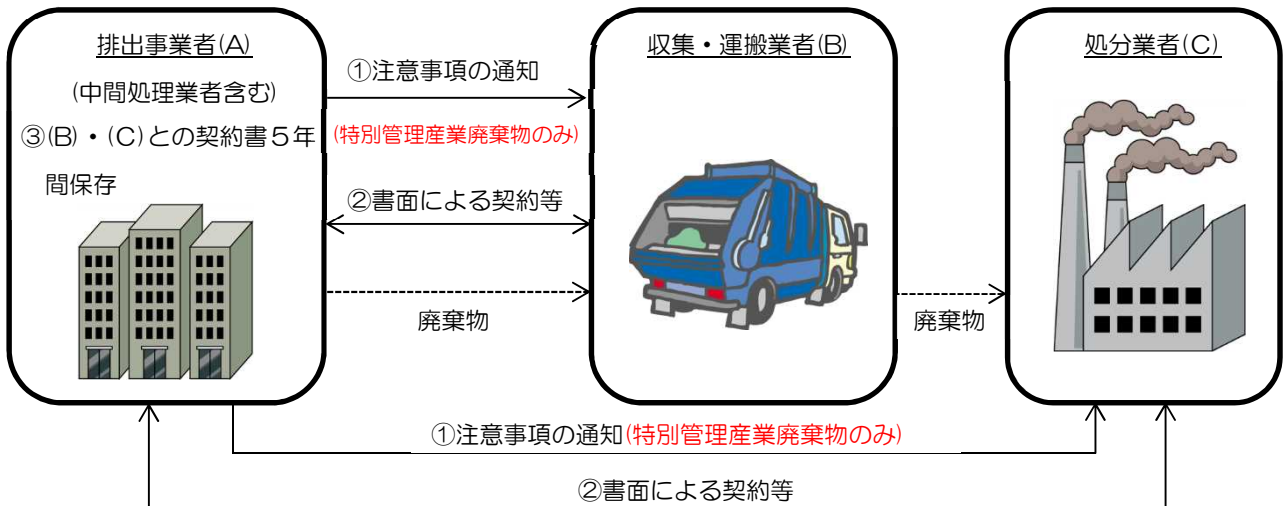 排出事業者(A)
(中間処理業者含む)
③(B)・(C)との契約書５年
間保存
①注意事項の通知
(特別管理産業廃棄物のみ)
②書面による契約等
廃棄物
収集・運搬業者(B)
廃棄物
処分業者(C)
①注意事項の通知(特別管理産業廃棄物のみ)
②書面による契約等